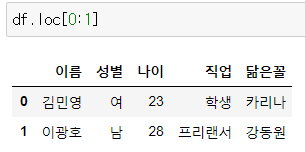 df.loc[0:1]
이름 성별 나이 직업 닮은꼴
0 김민영 여 23 학생 카리나
1 이광호 남 28 프리랜서 강동원